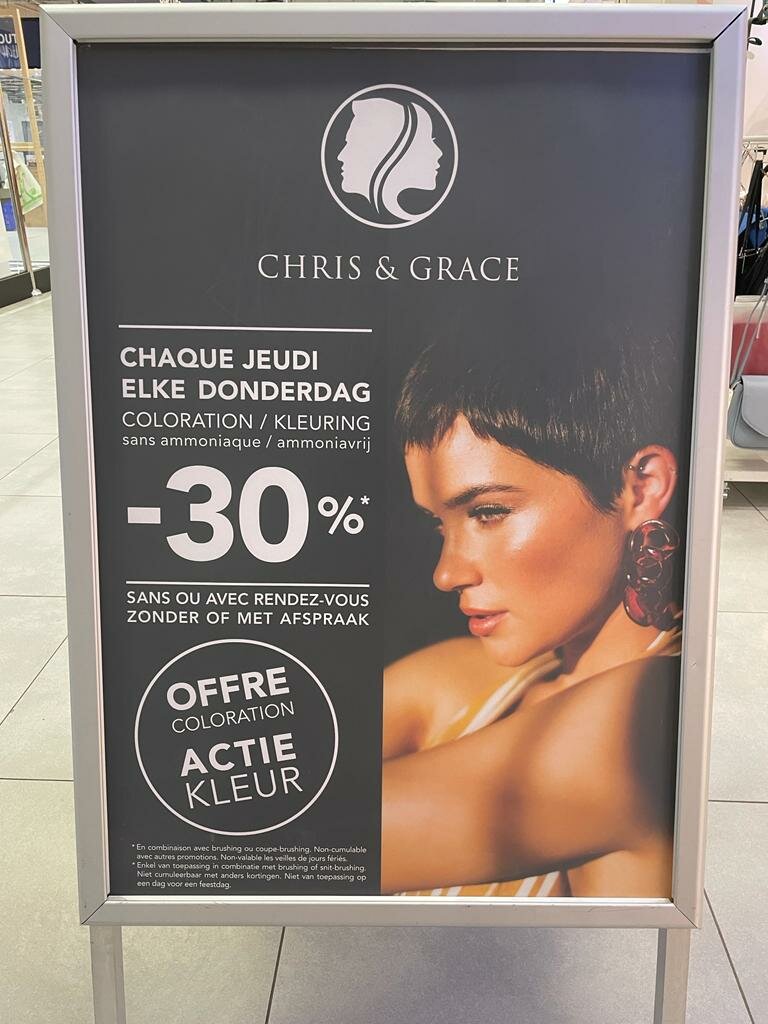 CHRIS & GRACE
CHAQUE JEUDI
ELKE DONDERDAG
COLORATION / KLEURING
sans ammoniaque / ammoniavrij
-30%*
SANS OU AVEC RENDEZ-VOUS
ZONDER OF MET AFSPRAAK
OFFRE
COLORATION
ACTIE
KLEUR
* En combinaison avec brushing ou coupe-brushing. Non-cumulable
avec autres promotions. Non-valable les veilles de jours fériés.
* Enkel van toepassing in combinatie met brushing of snit-brushing.
Niet cumuleerbaar met anders kortingen. Niet van toepassing op
een dag voor een feestdag.